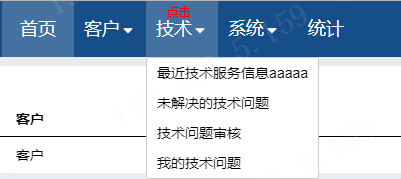 点击
首页 客户 技术 系统 统计
最近技术服务信息aaaaa
未解决的技术问题
技术问题审核
我的技术问题
客户
客户